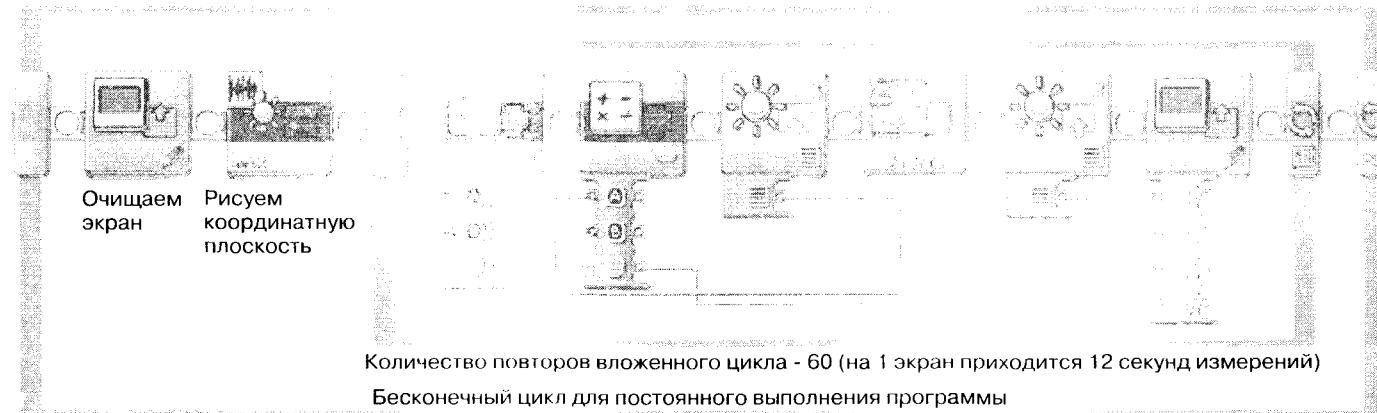 Очищаем
экран
Рисуем
координатную
плоскость
Количество повторов вложенного цикла - 60 (на 1 экран приходится 12 секунд измерений)
Бесконечный цикл для постоянного выполнения программы